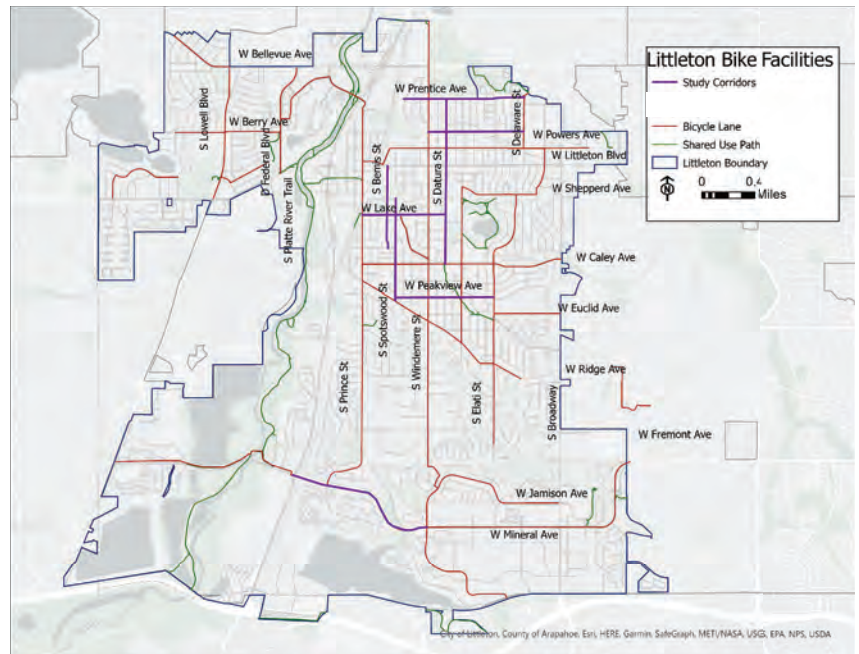 Littleton Bike Facilities
Study Corridors
Bicycle Lane
Shared Use Path
Littleton Boundary
N
0 0.4
Miles
W Bellevue Ave
W Prentice Ave
S Lowell Blvd
W Berry Ave
S Federal Blvd
S Platte River Trail
S Bemis St
S Datura St
S Delaware St
W Powers Ave
W Littleton Blvd
W Shepperd Ave
W Lake Ave
W Caley Ave
W Peakview Ave
W Euclid Ave
S Spotswood St
S Windemere St
S Prince St
S Elati St
S Broadway
W Ridge Ave
W Fremont Ave
W Jamison Ave
W Mineral Ave
City of Littleton, County of Arapahoe, Esri, HERE, Garmin, SafeGraph, METI/NASA, USGS, EPA, NPS, USDA